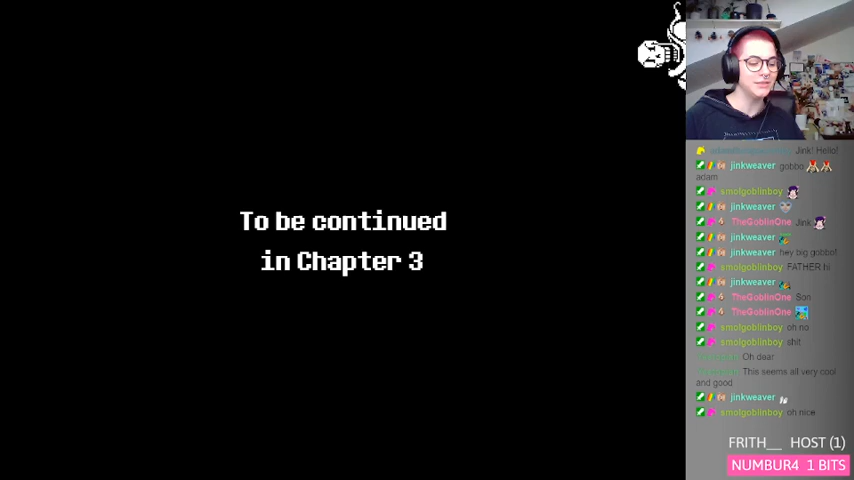 To be continued
in Chapter 3
Jink! Hello!
jinkweaver gobbo
adam
smolgoblinboy
jinkweaver
TheGoblinOne Jink
jinkweaver
jinkweaver hey big gobbo!
smolgoblinboy FATHER hi
jinkweaver
TheGoblinOne Son
TheGoblinOne
smolgoblinboy oh no
smolgoblinboy shit
Oh dear
This seems all very cool
and good
jinkweaver
smolgoblinboy oh nice
FRITH__ HOST (1)
NUMBUR4 1 BITS